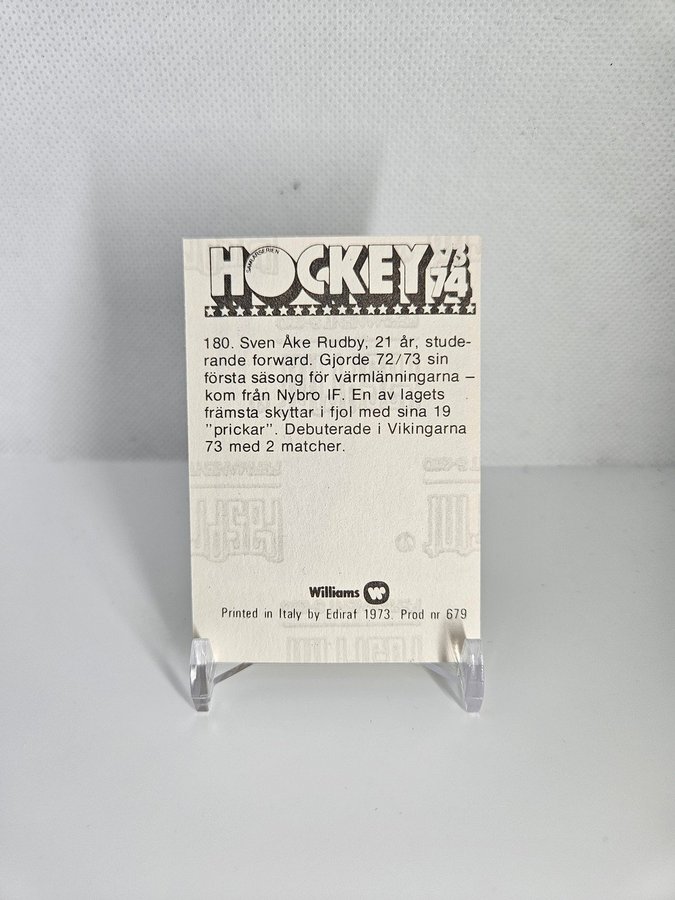 HOCKEY 73
SAMLARSERIEN 74
180. Sven Åke Rudby, 21 år, stude-
rande forward. Gjorde 72/73 sin
första säsong för värmlänningarna –
kom från Nybro IF. En av lagets
främsta skyttar i fjol med sina 19
"prickar". Debuterade i Vikingarna
73 med 2 matcher.
Williams W
Printed in Italy by Ediraf 1973. Prod nr 679